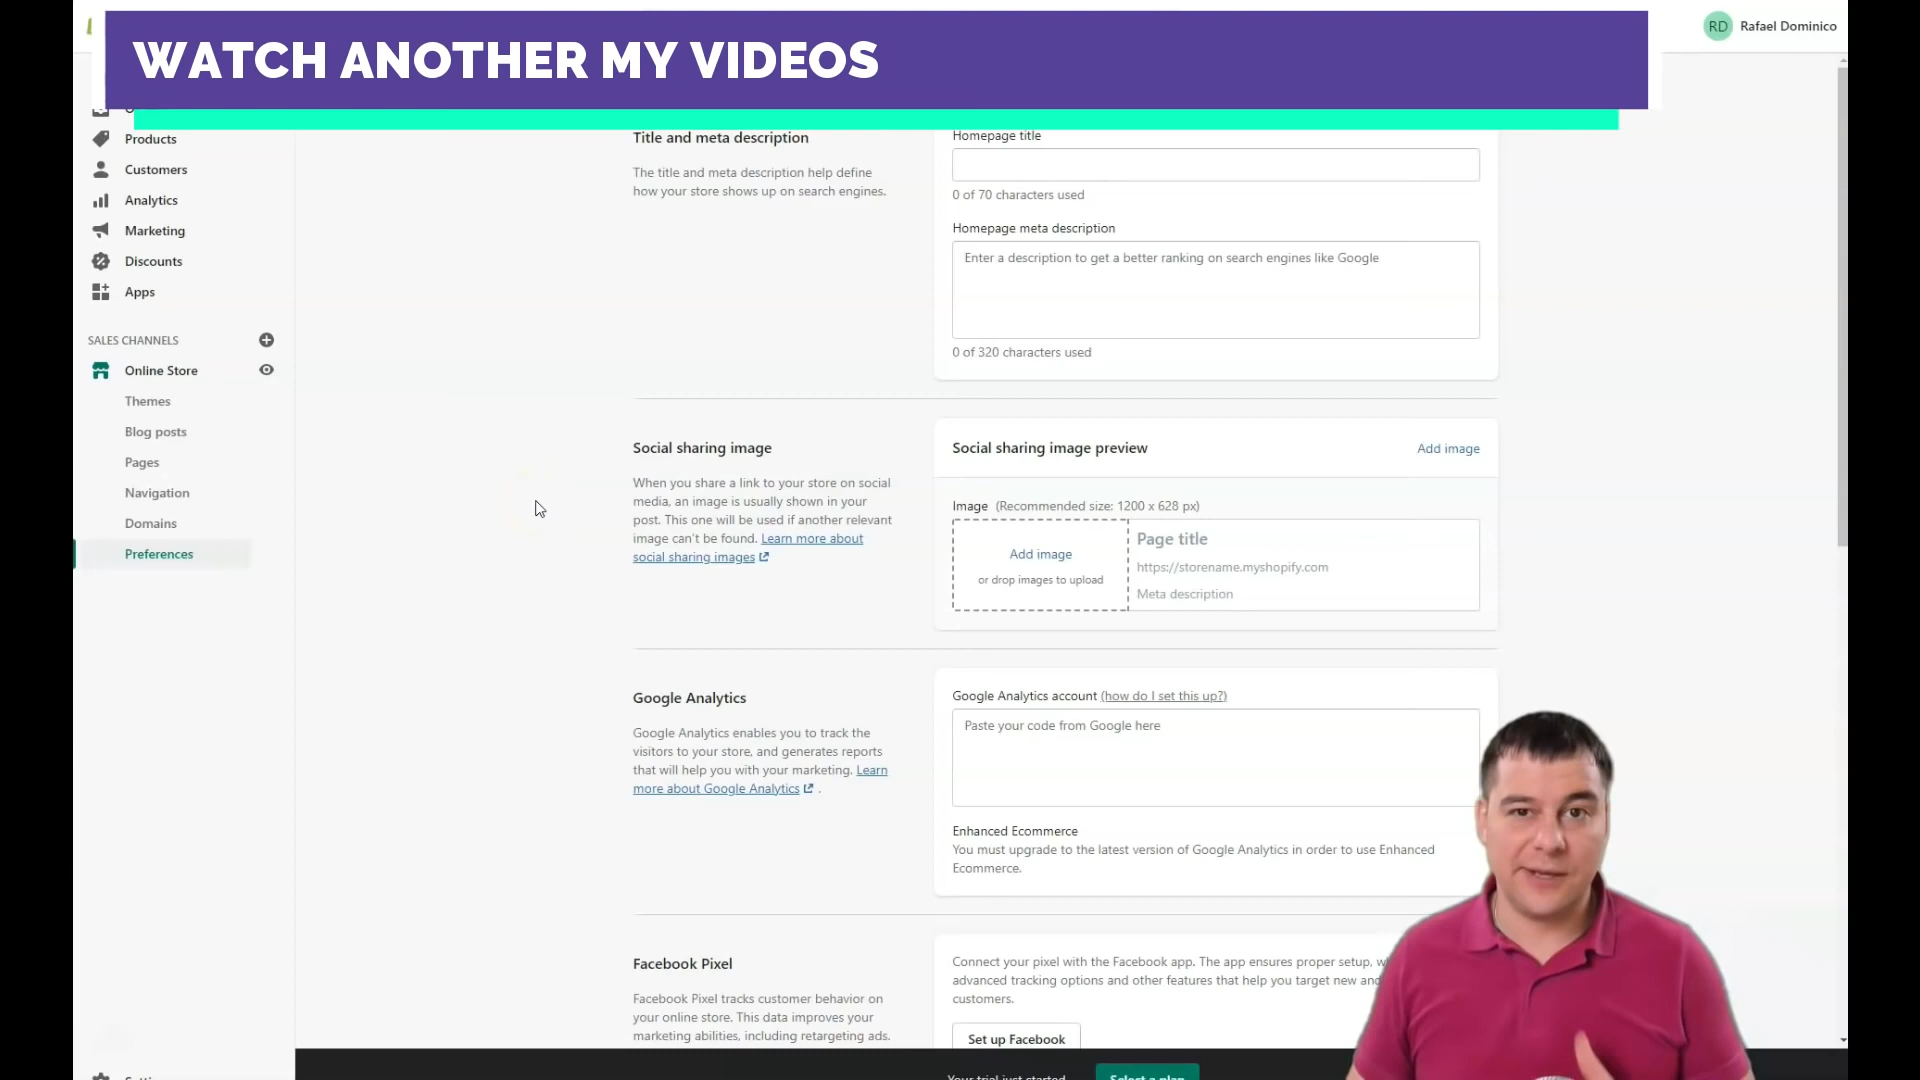 WATCH ANOTHER MY VIDEOS
RD Rafael Dominico
Products
Customers
Analytics
Marketing
Discounts
Apps
SALES CHANNELS
Online Store
Themes
Blog posts
Pages
Navigation
Domains
Preferences
Title and meta description
The title and meta description help define
how your store shows up on search engines.
Homepage title
0 of 70 characters used
Homepage meta description
Enter a description to get a better ranking on search engines like Google
0 of 320 characters used
Social sharing image
When you share a link to your store on social
media, an image is usually shown in your
post. This one will be used if another relevant
image can't be found. Learn more about
social sharing images
Social sharing image preview
Add image
Image (Recommended size: 1200 x 628 px)
Add image
or drop images to upload
Page title
https://storename.myshopify.com
Meta description
Google Analytics
Google Analytics enables you to track the
visitors to your store, and generates reports
that will help you with your marketing. Learn
more about Google Analytics .
Google Analytics account (how do I set this up?)
Paste your code from Google here
Enhanced Ecommerce
You must upgrade to the latest version of Google Analytics in order to use Enhanced
Ecommerce.
Facebook Pixel
Facebook Pixel tracks customer behavior on
your online store. This data improves your
marketing abilities, including retargeting ads.
Connect your pixel with the Facebook app. The app ensures proper setup,
advanced tracking options and other features that help you target new and
customers.
Set up Facebook
Your trial just started
Select a plan